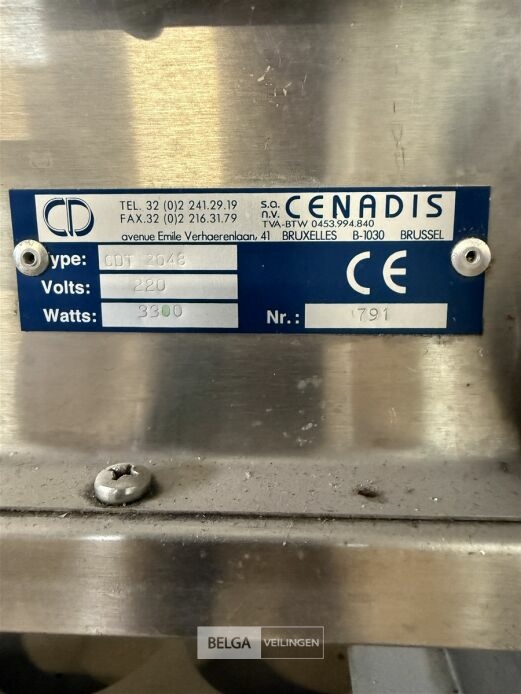 CD
TEL. 32 (0)2 241.29.19
FAX.32 (0)2 216.31.79
s.a. n.v. CENADIS
TVA-BTW 0453.994.840
avenue Emile Verhaerenlaan, 41 BRUXELLES B-1030 BRUSSEL
ype: CDT 2048
Volts: 220
Watts: 3300
CE
Nr.: 791
BELGA VEILINGEN